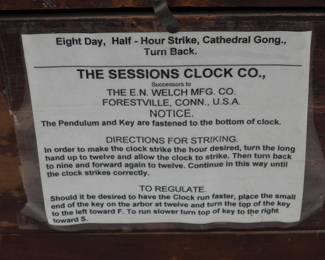 Eight Day, Half - Hour Strike, Cathedral Gong.,
Turn Back.
THE SESSIONS CLOCK CO.,
Successors to
THE E.N. WELCH MFG. CO.
FORESTVILLE, CONN., U.S.A.
NOTICE.
The Pendulum and Key are fastened to the bottom of clock.
DIRECTIONS FOR STRIKING.
In order to make the clock strike the hour desired, turn the long
hand up to twelve and allow the clock to strike. Then turn back
to nine and forward again to twelve. Continue in this way until
the clock strikes correctly.
TO REGULATE.
Should it be desired to have the Clock run faster, place the small
end of the key on the arbor at twelve and turn the top of the key
to the left toward F. To run slower turn top of key to the right
toward S.